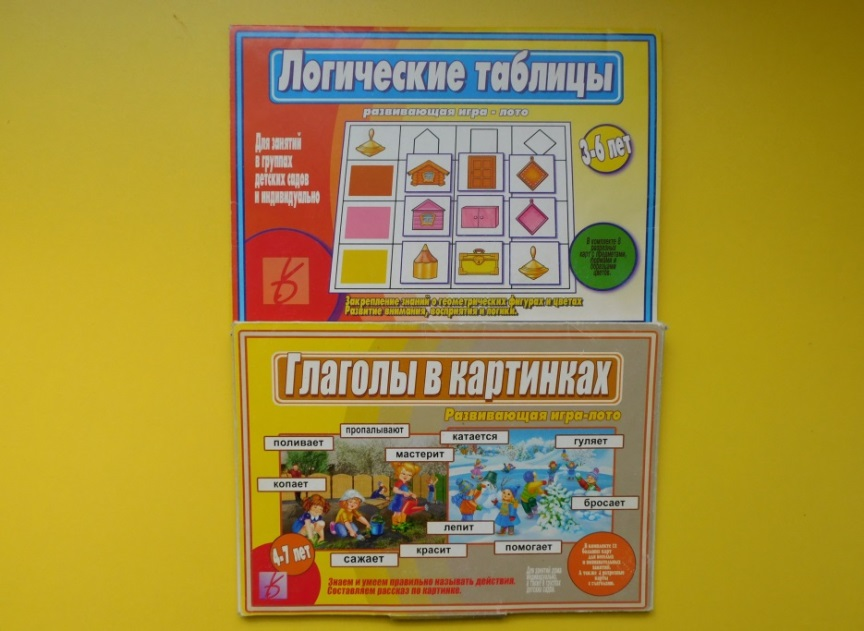 Логические таблицы
развивающая игра - лото
Для занятий
в группах
детских садов
и индивидуально
3-6 лет
В комплекте 6
Закрепление знаний о геометрических фигурах и цветах
Развитие внимания, восприятия и логики.
Глаголы в картинках
Развивающая игра-лото
поливает
пропалывают
мастерит
катается
гуляет
копает
бросает
лепит
сажает
красит
помогает
4-7 лет
Знаем и умеем правильно называть действия.
Составляем рассказ по картинке.